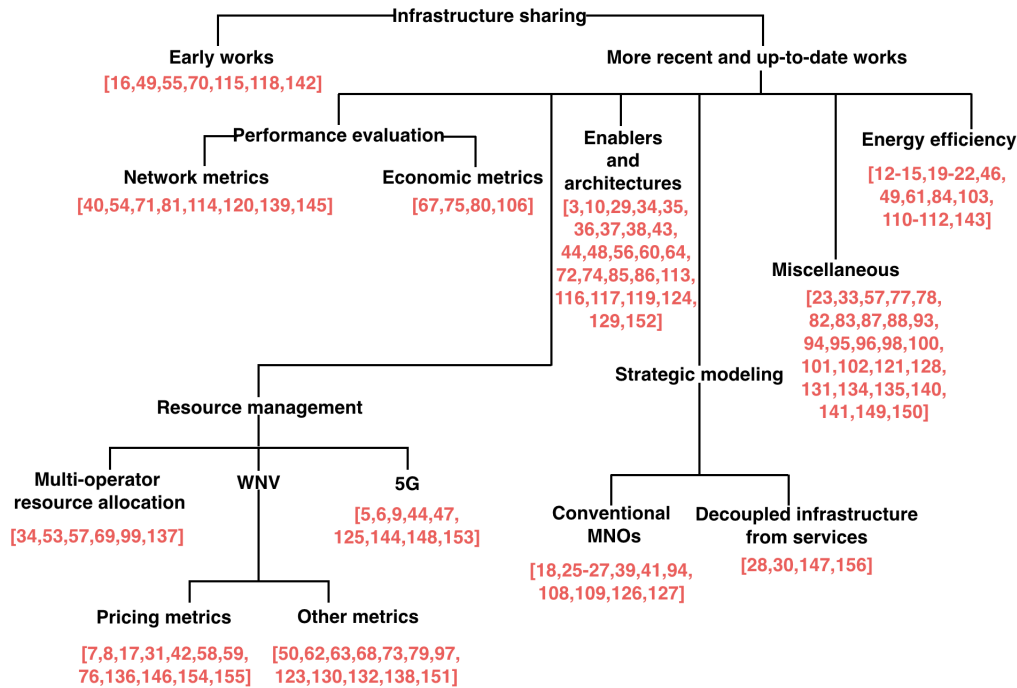 Infrastructure sharing
Early works
[16,49,55,70,115,118,142]
More recent and up-to-date works
Performance evaluation
Network metrics
[40,54,71,81,114,120,139,145]
Economic metrics
[67,75,80,106]
Enablers
and
architectures
[3,10,29,34,35,
36,37,38,43,
44,48,56,60,64,
72,74,85,86,113,
116,117,119,124,
129,152]
Energy efficiency
[12-15,19-22,46,
49,61,84,103,
110-112,143]
Miscellaneous
[23,33,57,77,78,
82,83,87,88,93,
94,95,96,98,100,
101,102,121,128,
131,134,135,140,
141,149,150]
Strategic modeling
Conventional
MNOs
[18,25-27,39,41,94,
108,109,126,127]
Decoupled infrastructure
from services
[28,30,147,156]
Resource management
Multi-operator
resource allocation
[34,53,57,69,99,137]
WNV
5G
[5,6,9,44,47,
125,144,148,153]
Pricing metrics
[7,8,17,31,42,58,59,
76,136,146,154,155]
Other metrics
[50,62,63,68,73,79,97,
123,130,132,138,151]